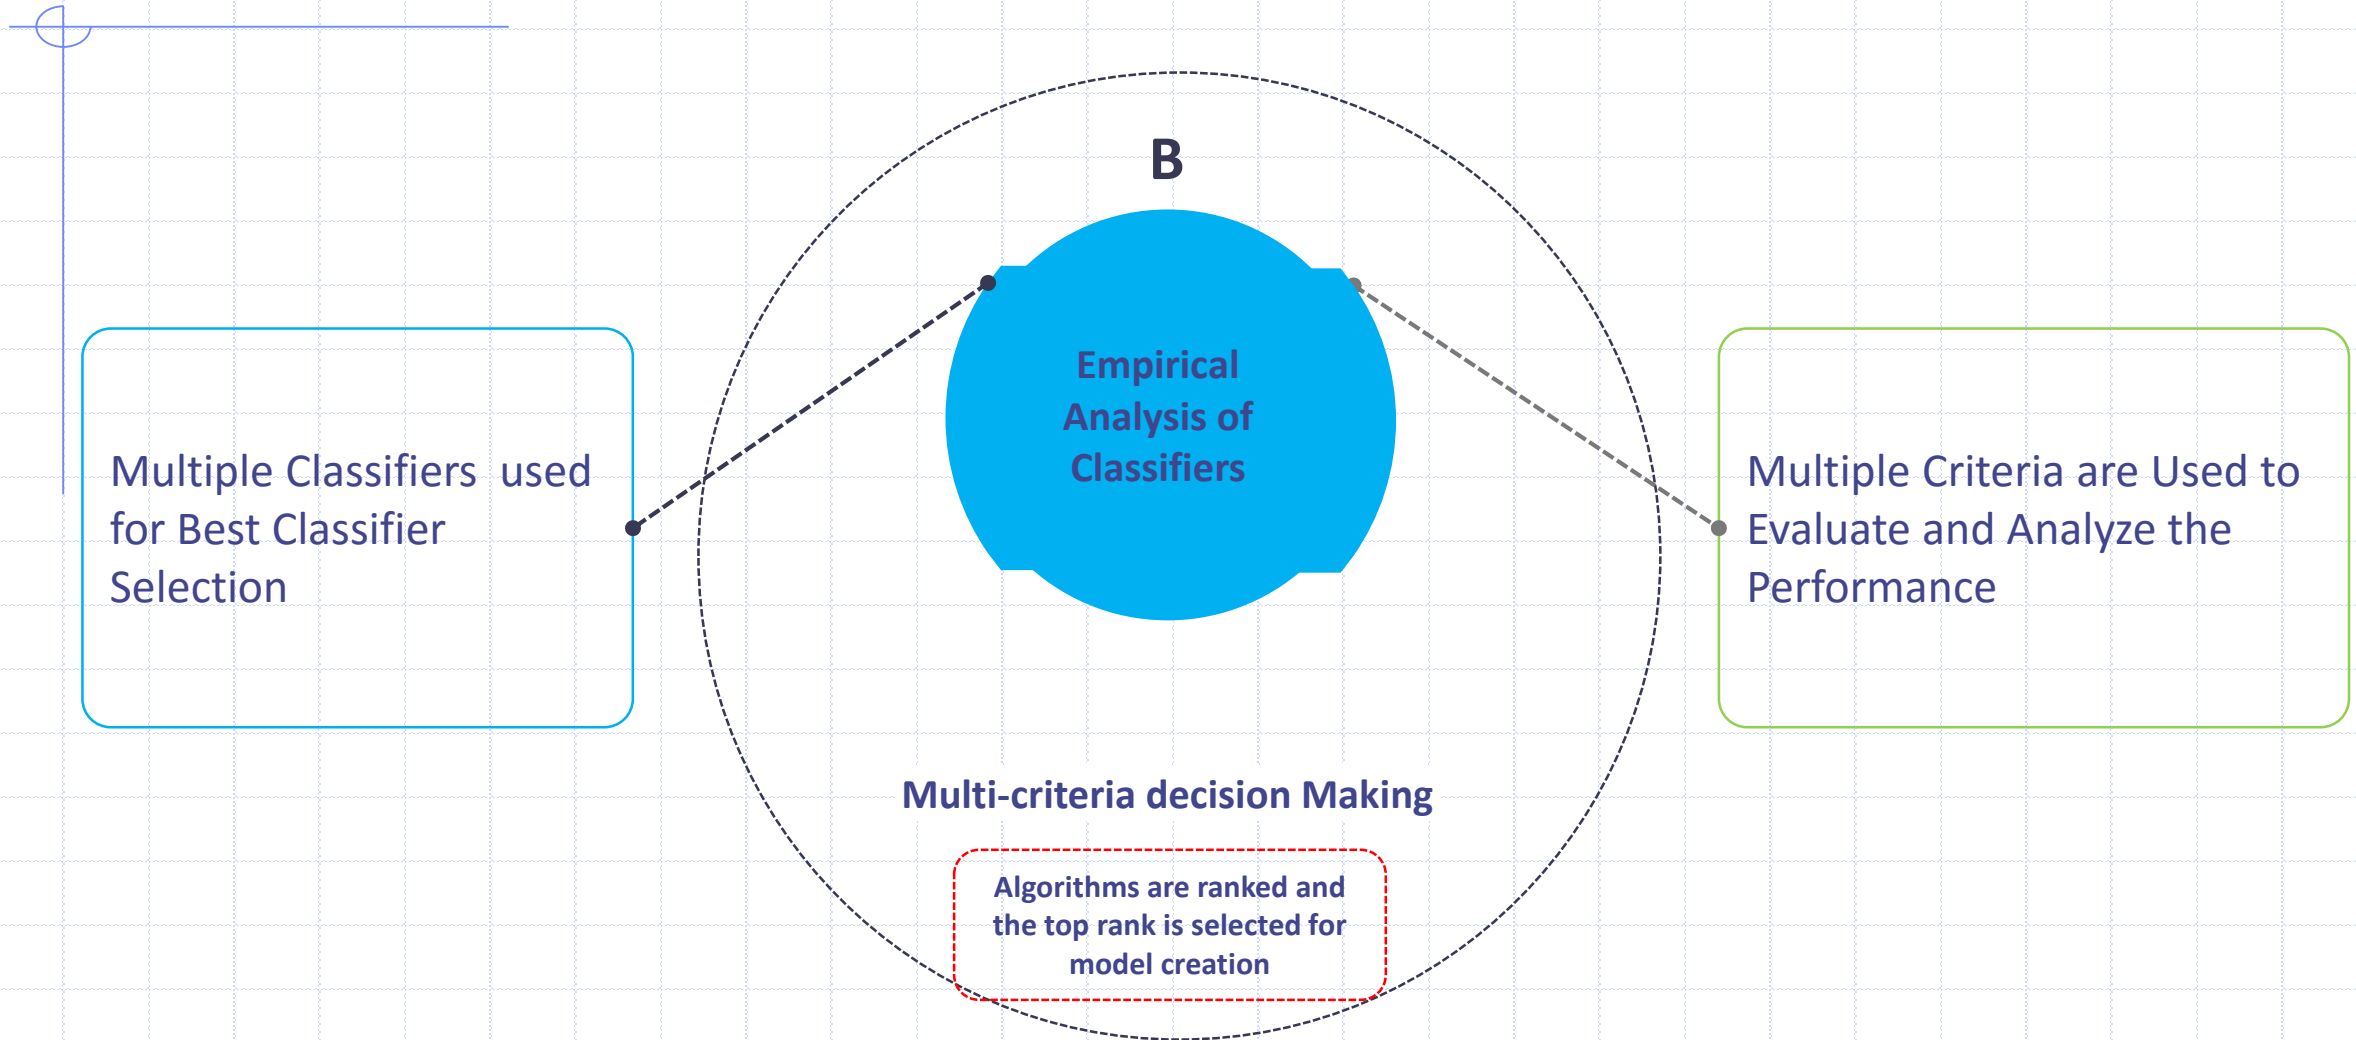 B
Empirical
Analysis of
Classifiers
Multiple Classifiers  used
for Best Classifier
Selection
Multiple Criteria are Used to
Evaluate and Analyze the
Performance
Multi-criteria decision Making
Algorithms are ranked and
the top rank is selected for
model creation